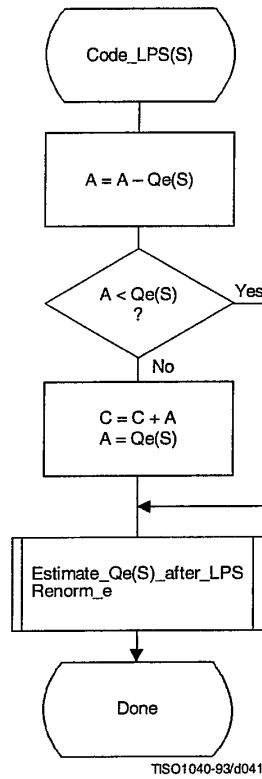 Code_LPS(S)
A = A – Qe(S)
A < Qe(S)
?
Yes
No
C = C + A
A = Qe(S)
Estimate_Qe(S)_after_LPS
Renorm_e
Done
TISO1040-93/d041